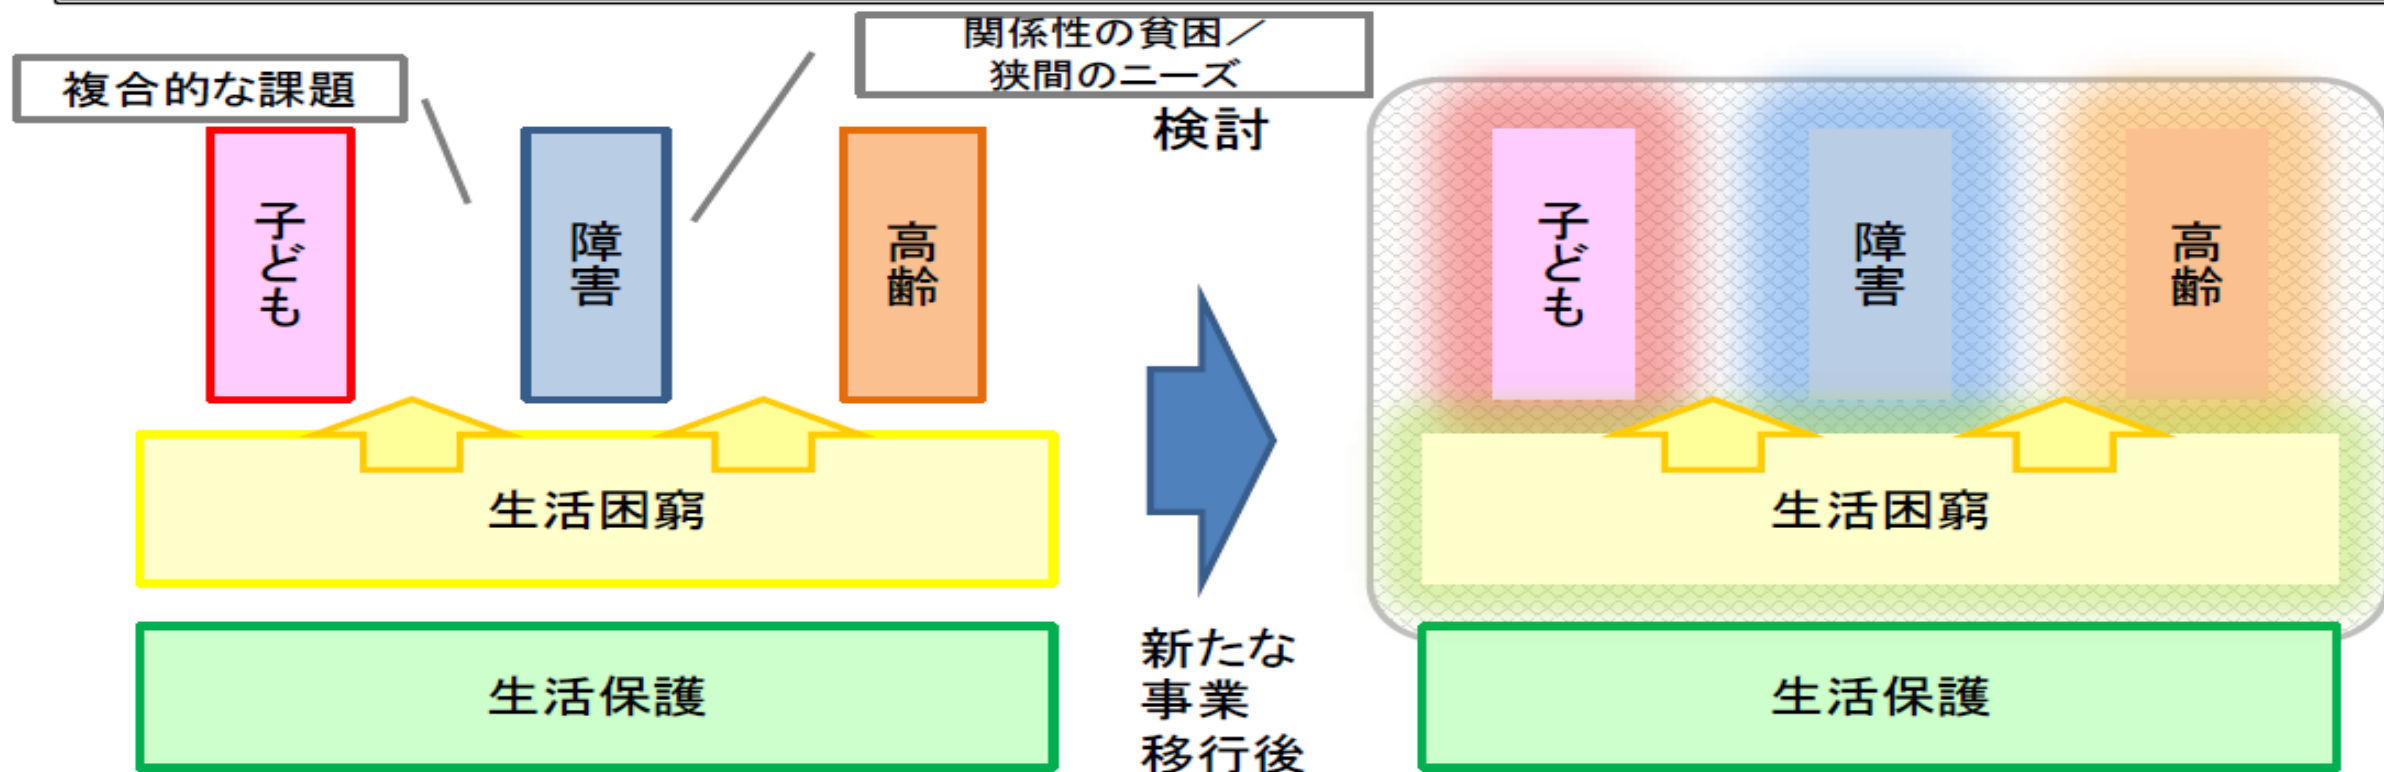 関係性の貧困／
狭間のニーズ
複合的な課題
検討
子ども
障害
高齢
生活困窮
生活保護
新たな
事業
移行後
子ども
障害
高齢
生活困窮
生活保護